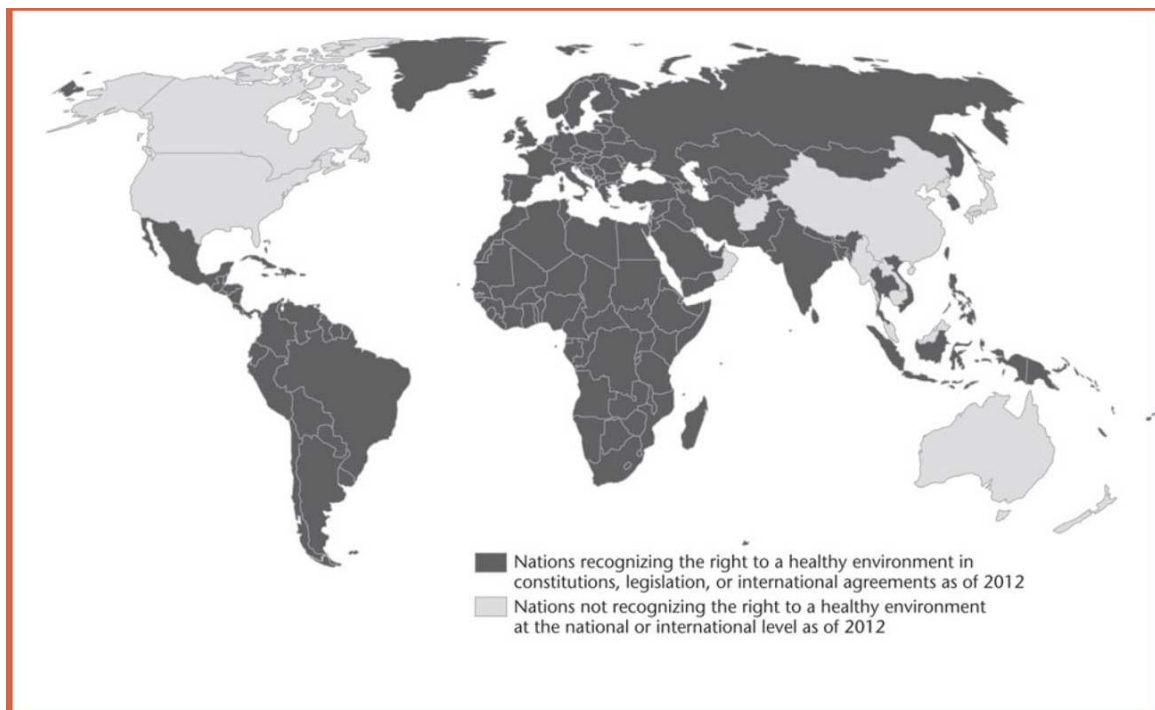 Nations recognizing the right to a healthy environment in
constitutions, legislation, or international agreements as of 2012
Nations not recognizing the right to a healthy environment
at the national or international level as of 2012